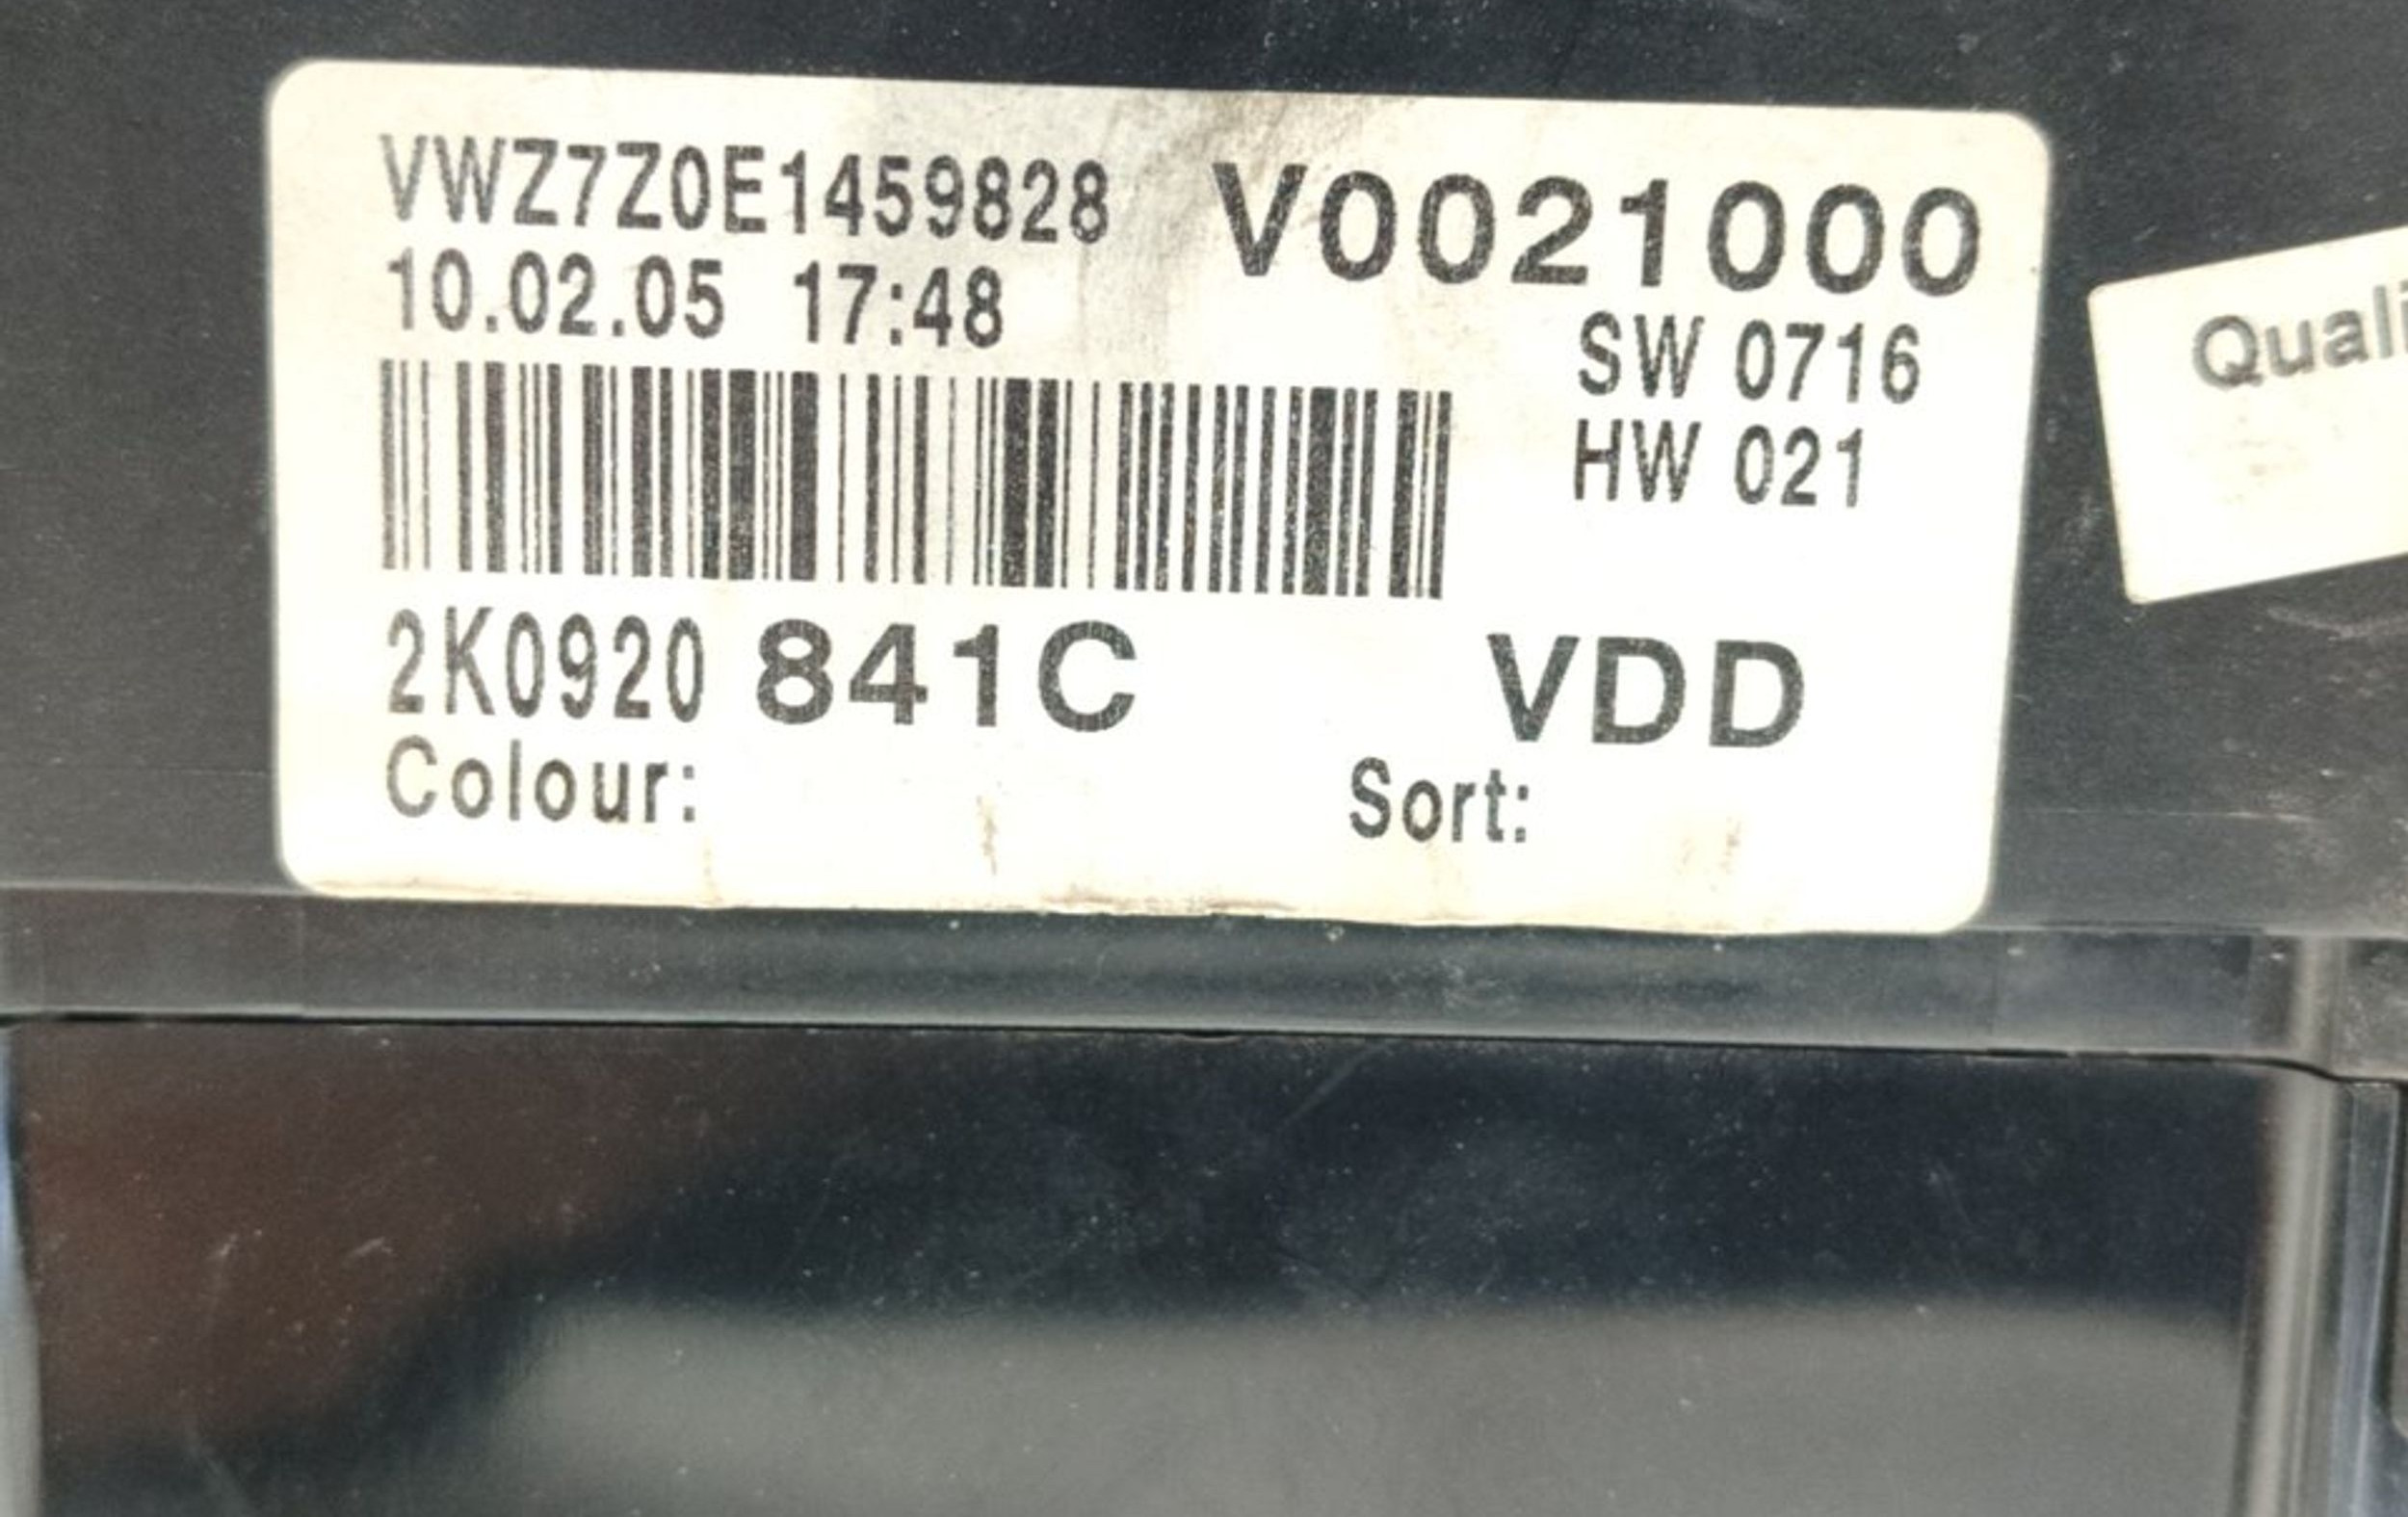 VWZ7Z0E1459828 V0021000
10.02.05 17:48
SW 0716
HW 021
2K0920 841C VDD
Colour: Sort:
Quali